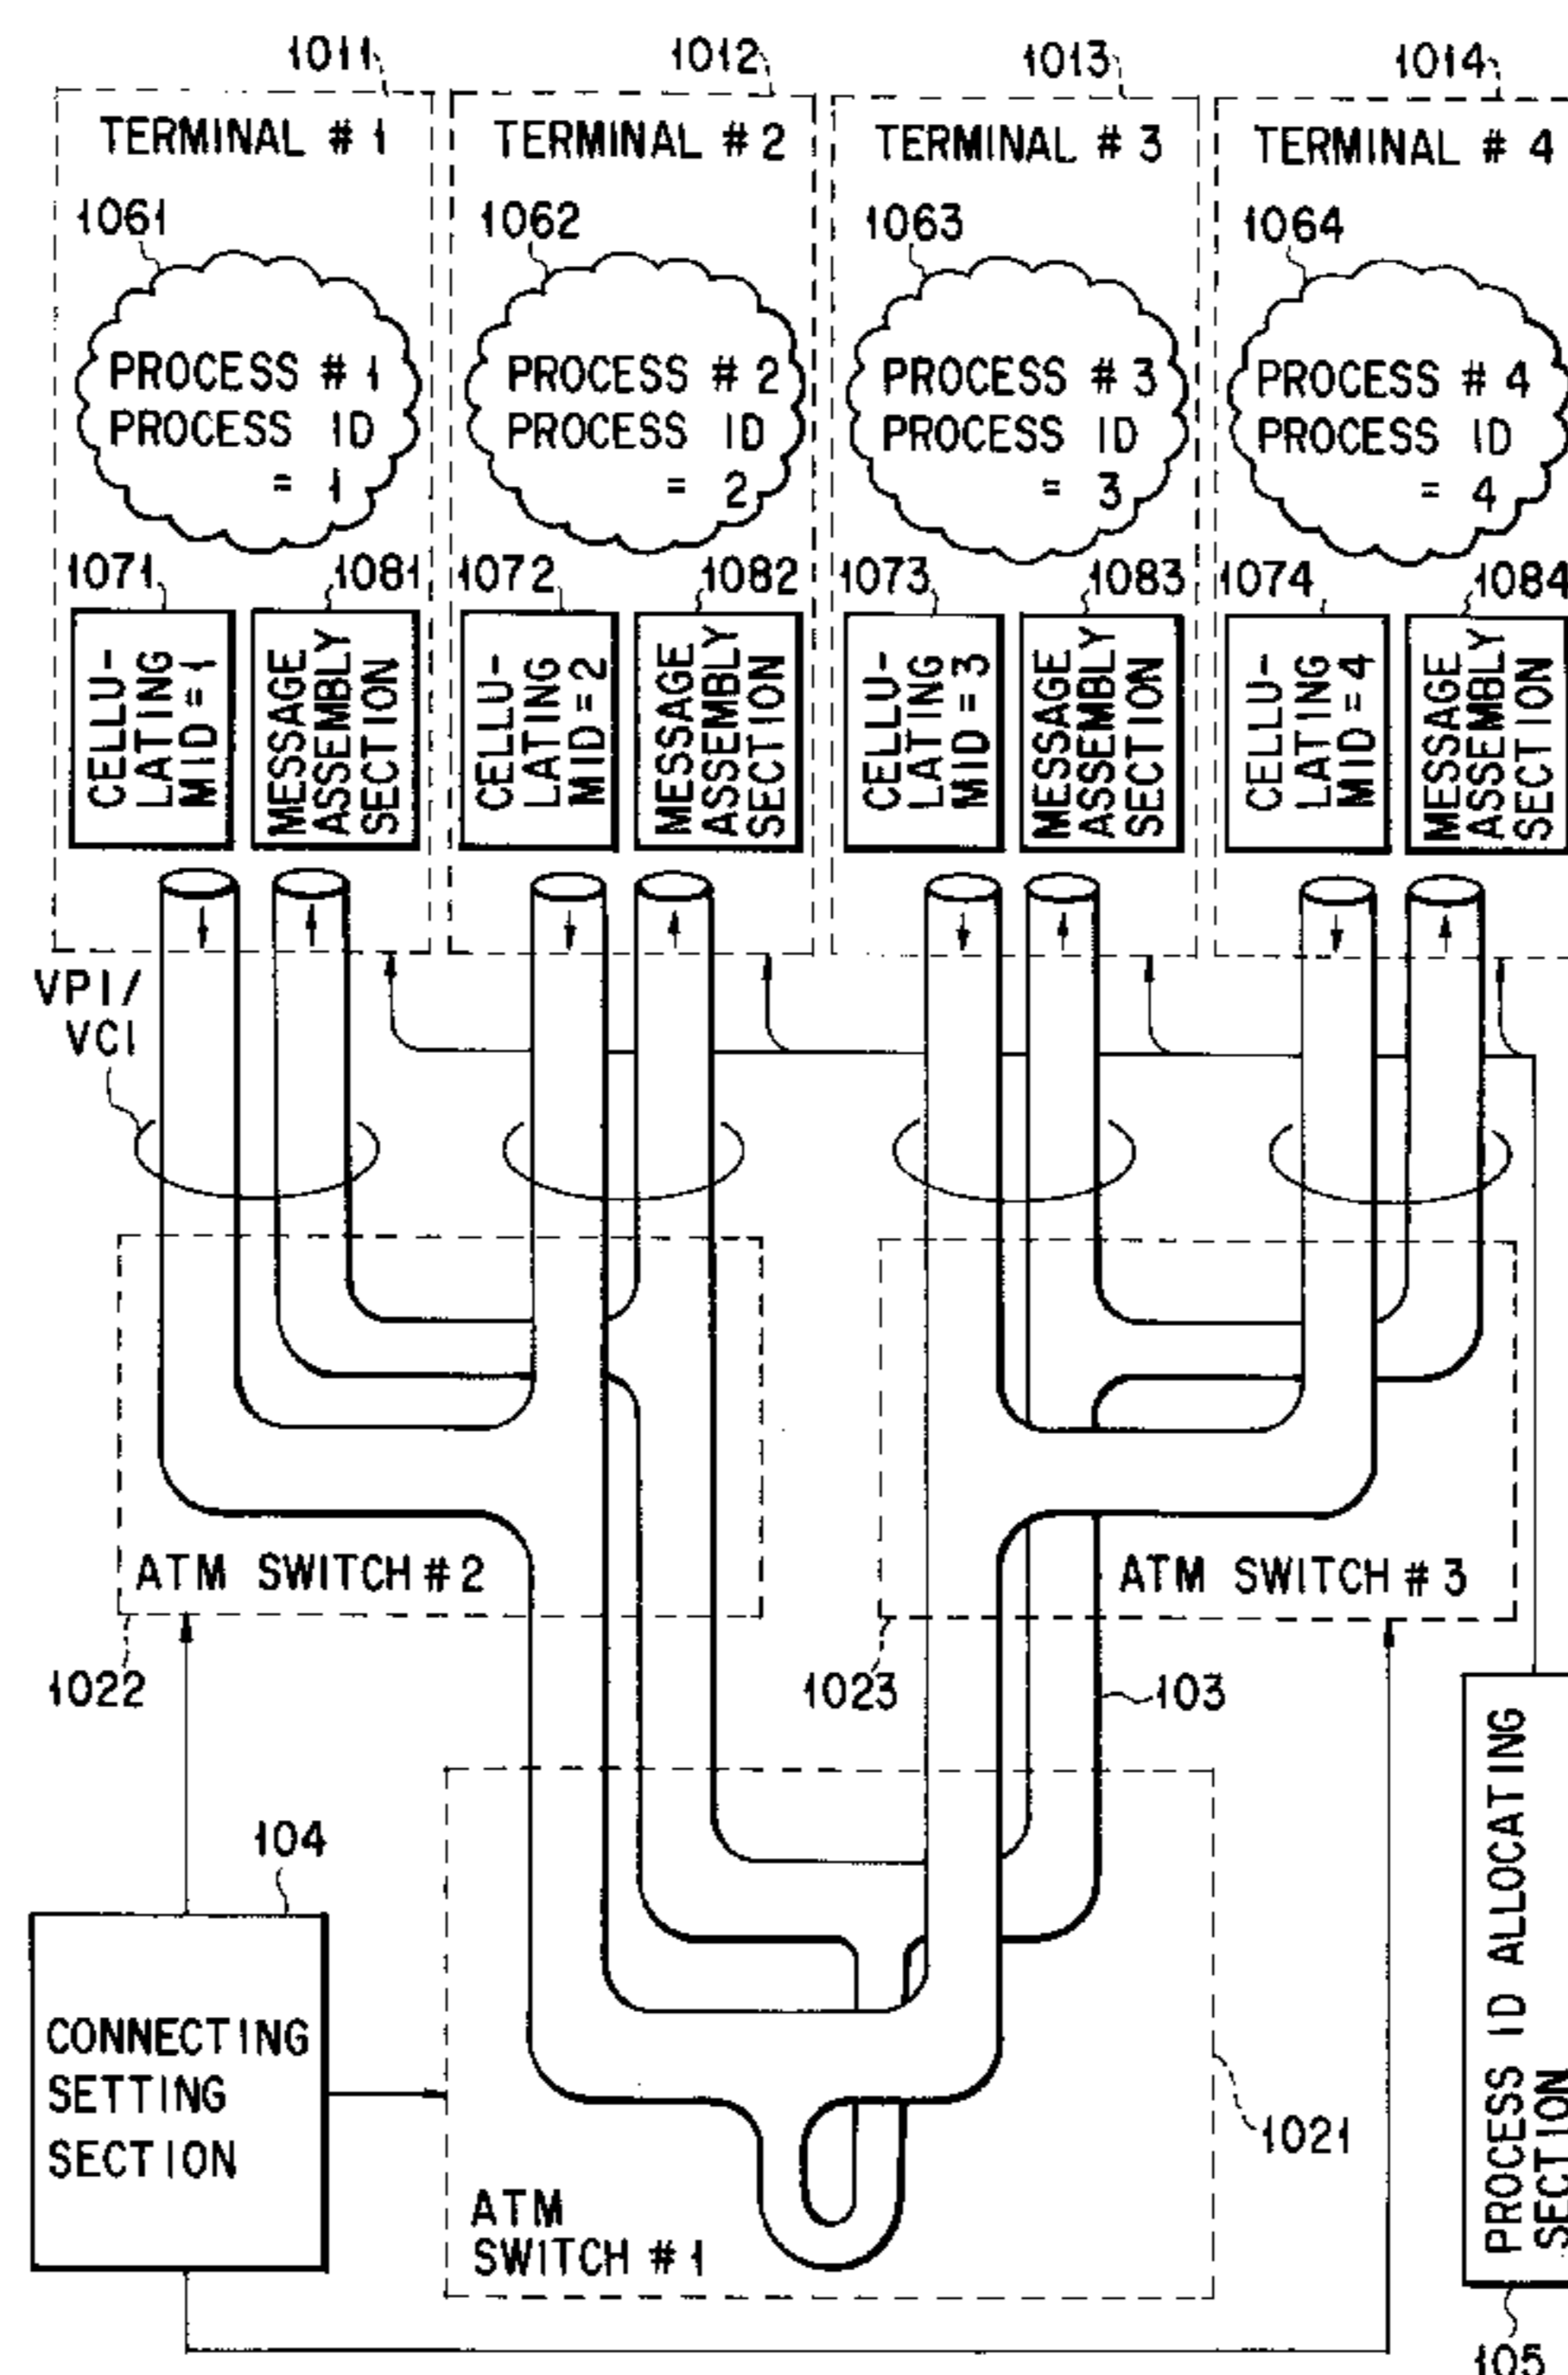 1011 1012 1013 1014
TERMINAL # 1 TERMINAL # 2 TERMINAL # 3 TERMINAL # 4
1061 1062 1063 1064
PROCESS # 1
PROCESS ID
= 1
PROCESS # 2
PROCESS ID
= 2
PROCESS # 3
PROCESS ID
= 3
PROCESS # 4
PROCESS ID
= 4
1071 1081 1072 1082 1073 1083 1074 1084
CELLU-
LATING
MID = 1
MESSAGE
ASSEMBLY
SECTION
CELLU-
LATING
MID = 2
MESSAGE
ASSEMBLY
SECTION
CELLU-
LATING
MID = 3
MESSAGE
ASSEMBLY
SECTION
CELLU-
LATING
MID = 4
MESSAGE
ASSEMBLY
SECTION
VPI/
VCI
ATM SWITCH # 2
ATM SWITCH # 3
1022
1023
103
104
CONNECTING
SETTING
SECTION
1021
ATM
SWITCH # 1
PROCESS ID ALLOCATING
SECTION
105